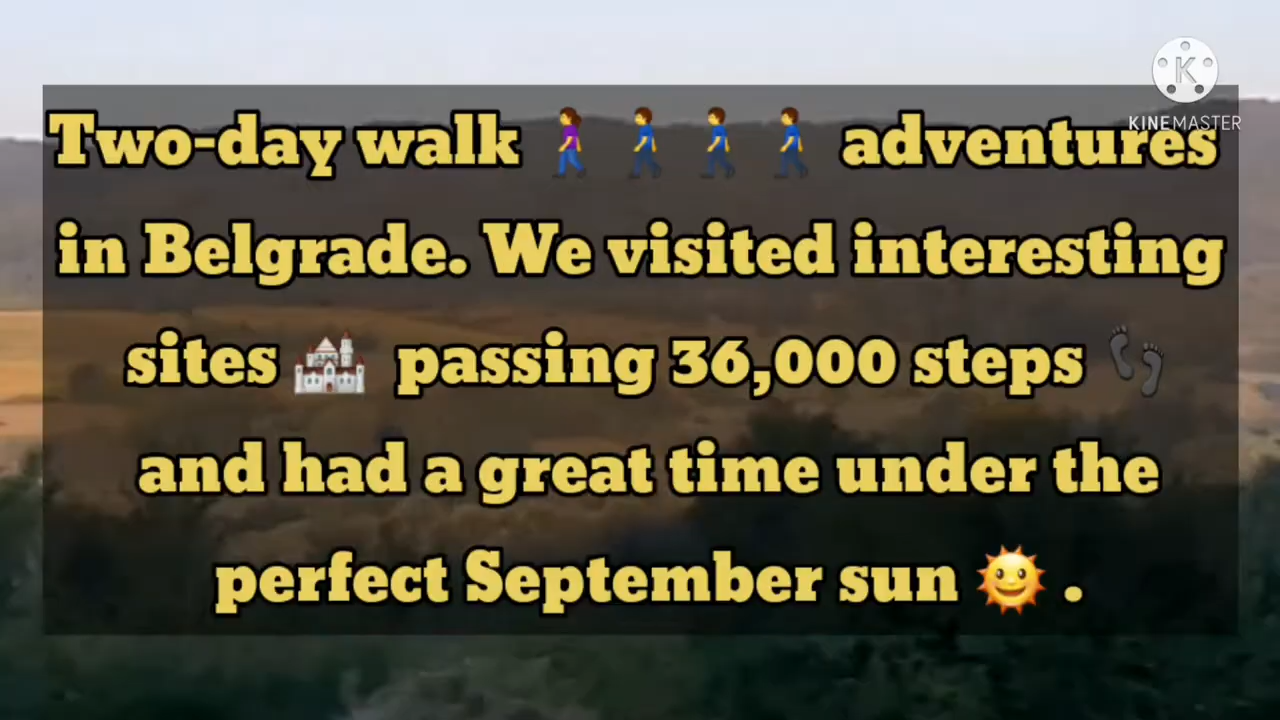 K
KINEMASTER
Two-day walk 🚶‍♀️ 🚶‍♂️ 🚶‍♂️ 🚶‍♂️ adventures
in Belgrade. We visited interesting
sites 🏰 passing 36,000 steps 👣
and had a great time under the
perfect September sun 🌞 .